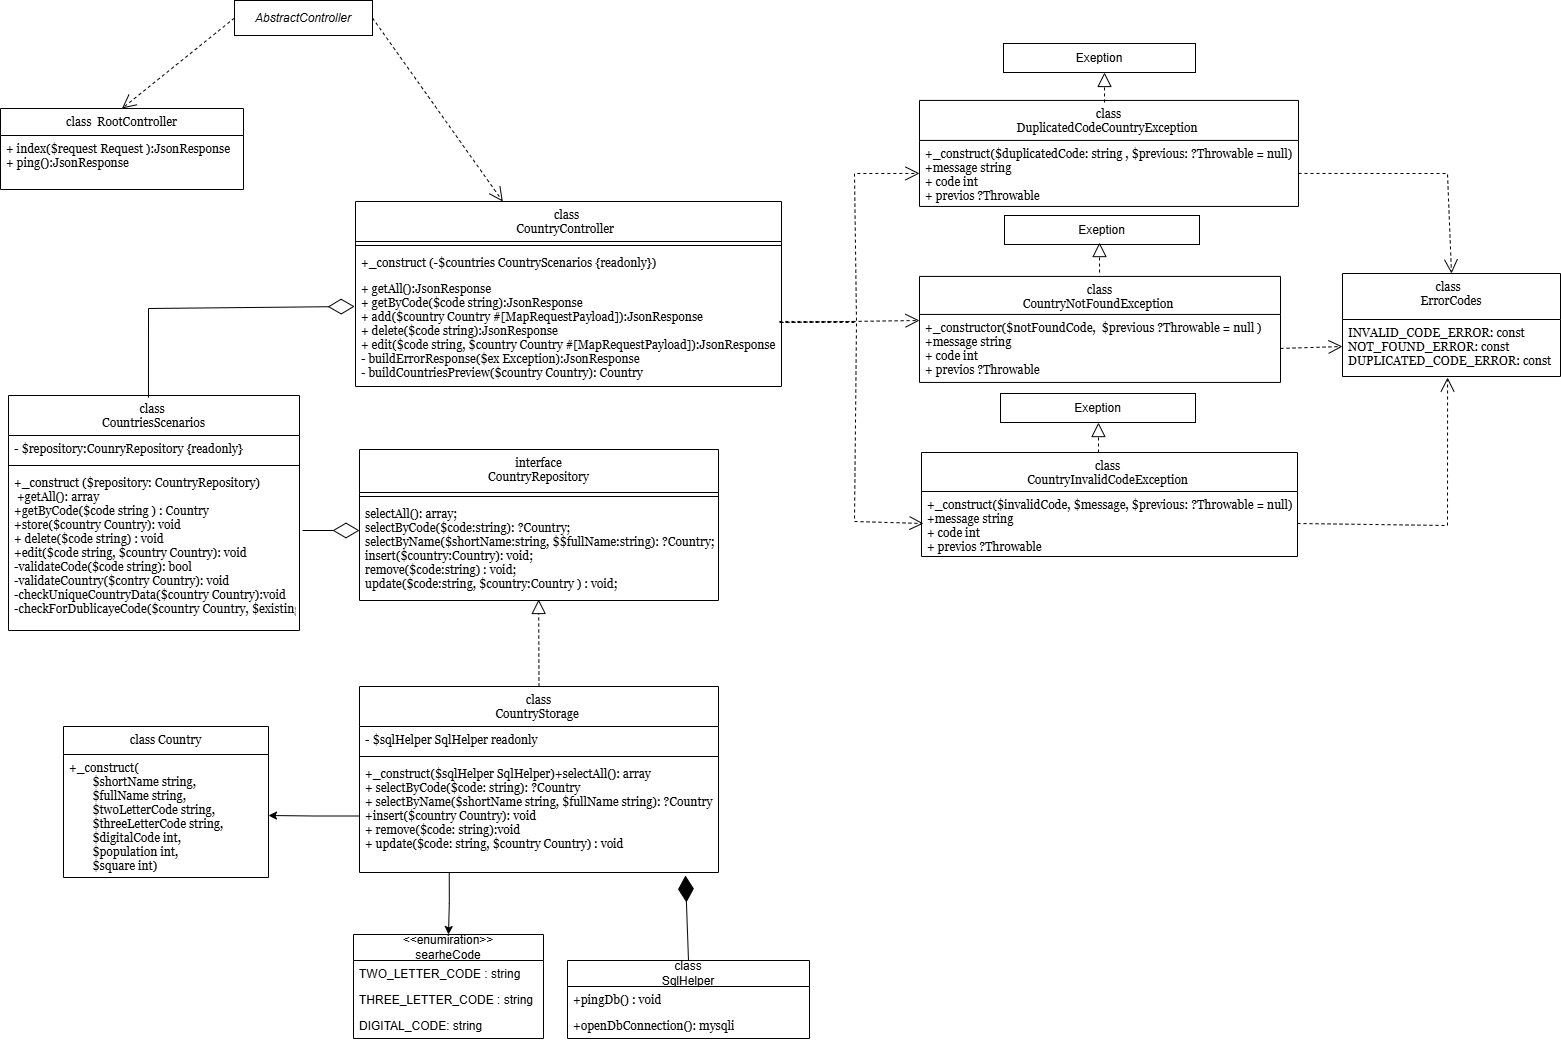 AbstractController
class  RootController
+ index($request Request ):JsonResponse
+ ping():JsonResponse
class
CountryController
+_construct (-$countries CountryScenarios {readonly})
+ getAll():JsonResponse
+ getByCode($code string):JsonResponse
+ add($country Country #[MapRequestPayload]):JsonResponse
+ delete($code string):JsonResponse
+ edit($code string, $country Country #[MapRequestPayload]):JsonResponse
- buildErrorResponse($ex Exception):JsonResponse
- buildCountriesPreview($country Country): Country
Exeption
class
DuplicatedCodeCountryException
+_construct($duplicatedCode: string , $previous: ?Throwable = null)
+message string
+ code int
+ previos ?Throwable
Exeption
class
CountryNotFoundException
+_constructor($notFoundCode,  $previous ?Throwable = null )
+message string
+ code int
+ previos ?Throwable
class
ErrorCodes
INVALID_CODE_ERROR: const
NOT_FOUND_ERROR: const
DUPLICATED_CODE_ERROR: const
Exeption
class
CountryInvalidCodeException
+_construct($invalidCode, $message, $previous: ?Throwable = null)
+message string
+ code int
+ previos ?Throwable
class
CountriesScenarios
- $repository:CounryRepository {readonly}
+_construct ($repository: CountryRepository)
+getAll(): array
+getByCode($code string ) : Country
+store($country Country): void
+ delete($code string) : void
+edit($code string, $country Country): void
-validateCode($code string): bool
-validateCountry($contry Country): void
-checkUniqueCountryData($country Country):void
-checkForDublicayeCode($country Country, $existin
interface
CountryRepository
selectAll(): array;
selectByCode($code:string): ?Country;
selectByName($shortName:string, $$fullName:string): ?Country;
insert($country:Country): void;
remove($code:string) : void;
update($code:string, $country:Country ) : void;
class
CountryStorage
- $sqlHelper SqlHelper readonly
+_construct($sqlHelper SqlHelper)+selectAll(): array
+ selectByCode($code: string): ?Country
+ selectByName($shortName string, $fullName string): ?Country
+insert($country Country): void
+ remove($code: string):void
+ update($code: string, $country Country) : void
class Country
+_construct(
$shortName string,
$fullName string,
$twoLetterCode string,
$threeLetterCode string,
$digitalCode int,
$population int,
$square int)
<<enumiration>>
searheCode
TWO_LETTER_CODE : string
THREE_LETTER_CODE : string
DIGITAL_CODE: string
class
SqlHelper
+pingDb() : void
+openDbConnection(): mysqli